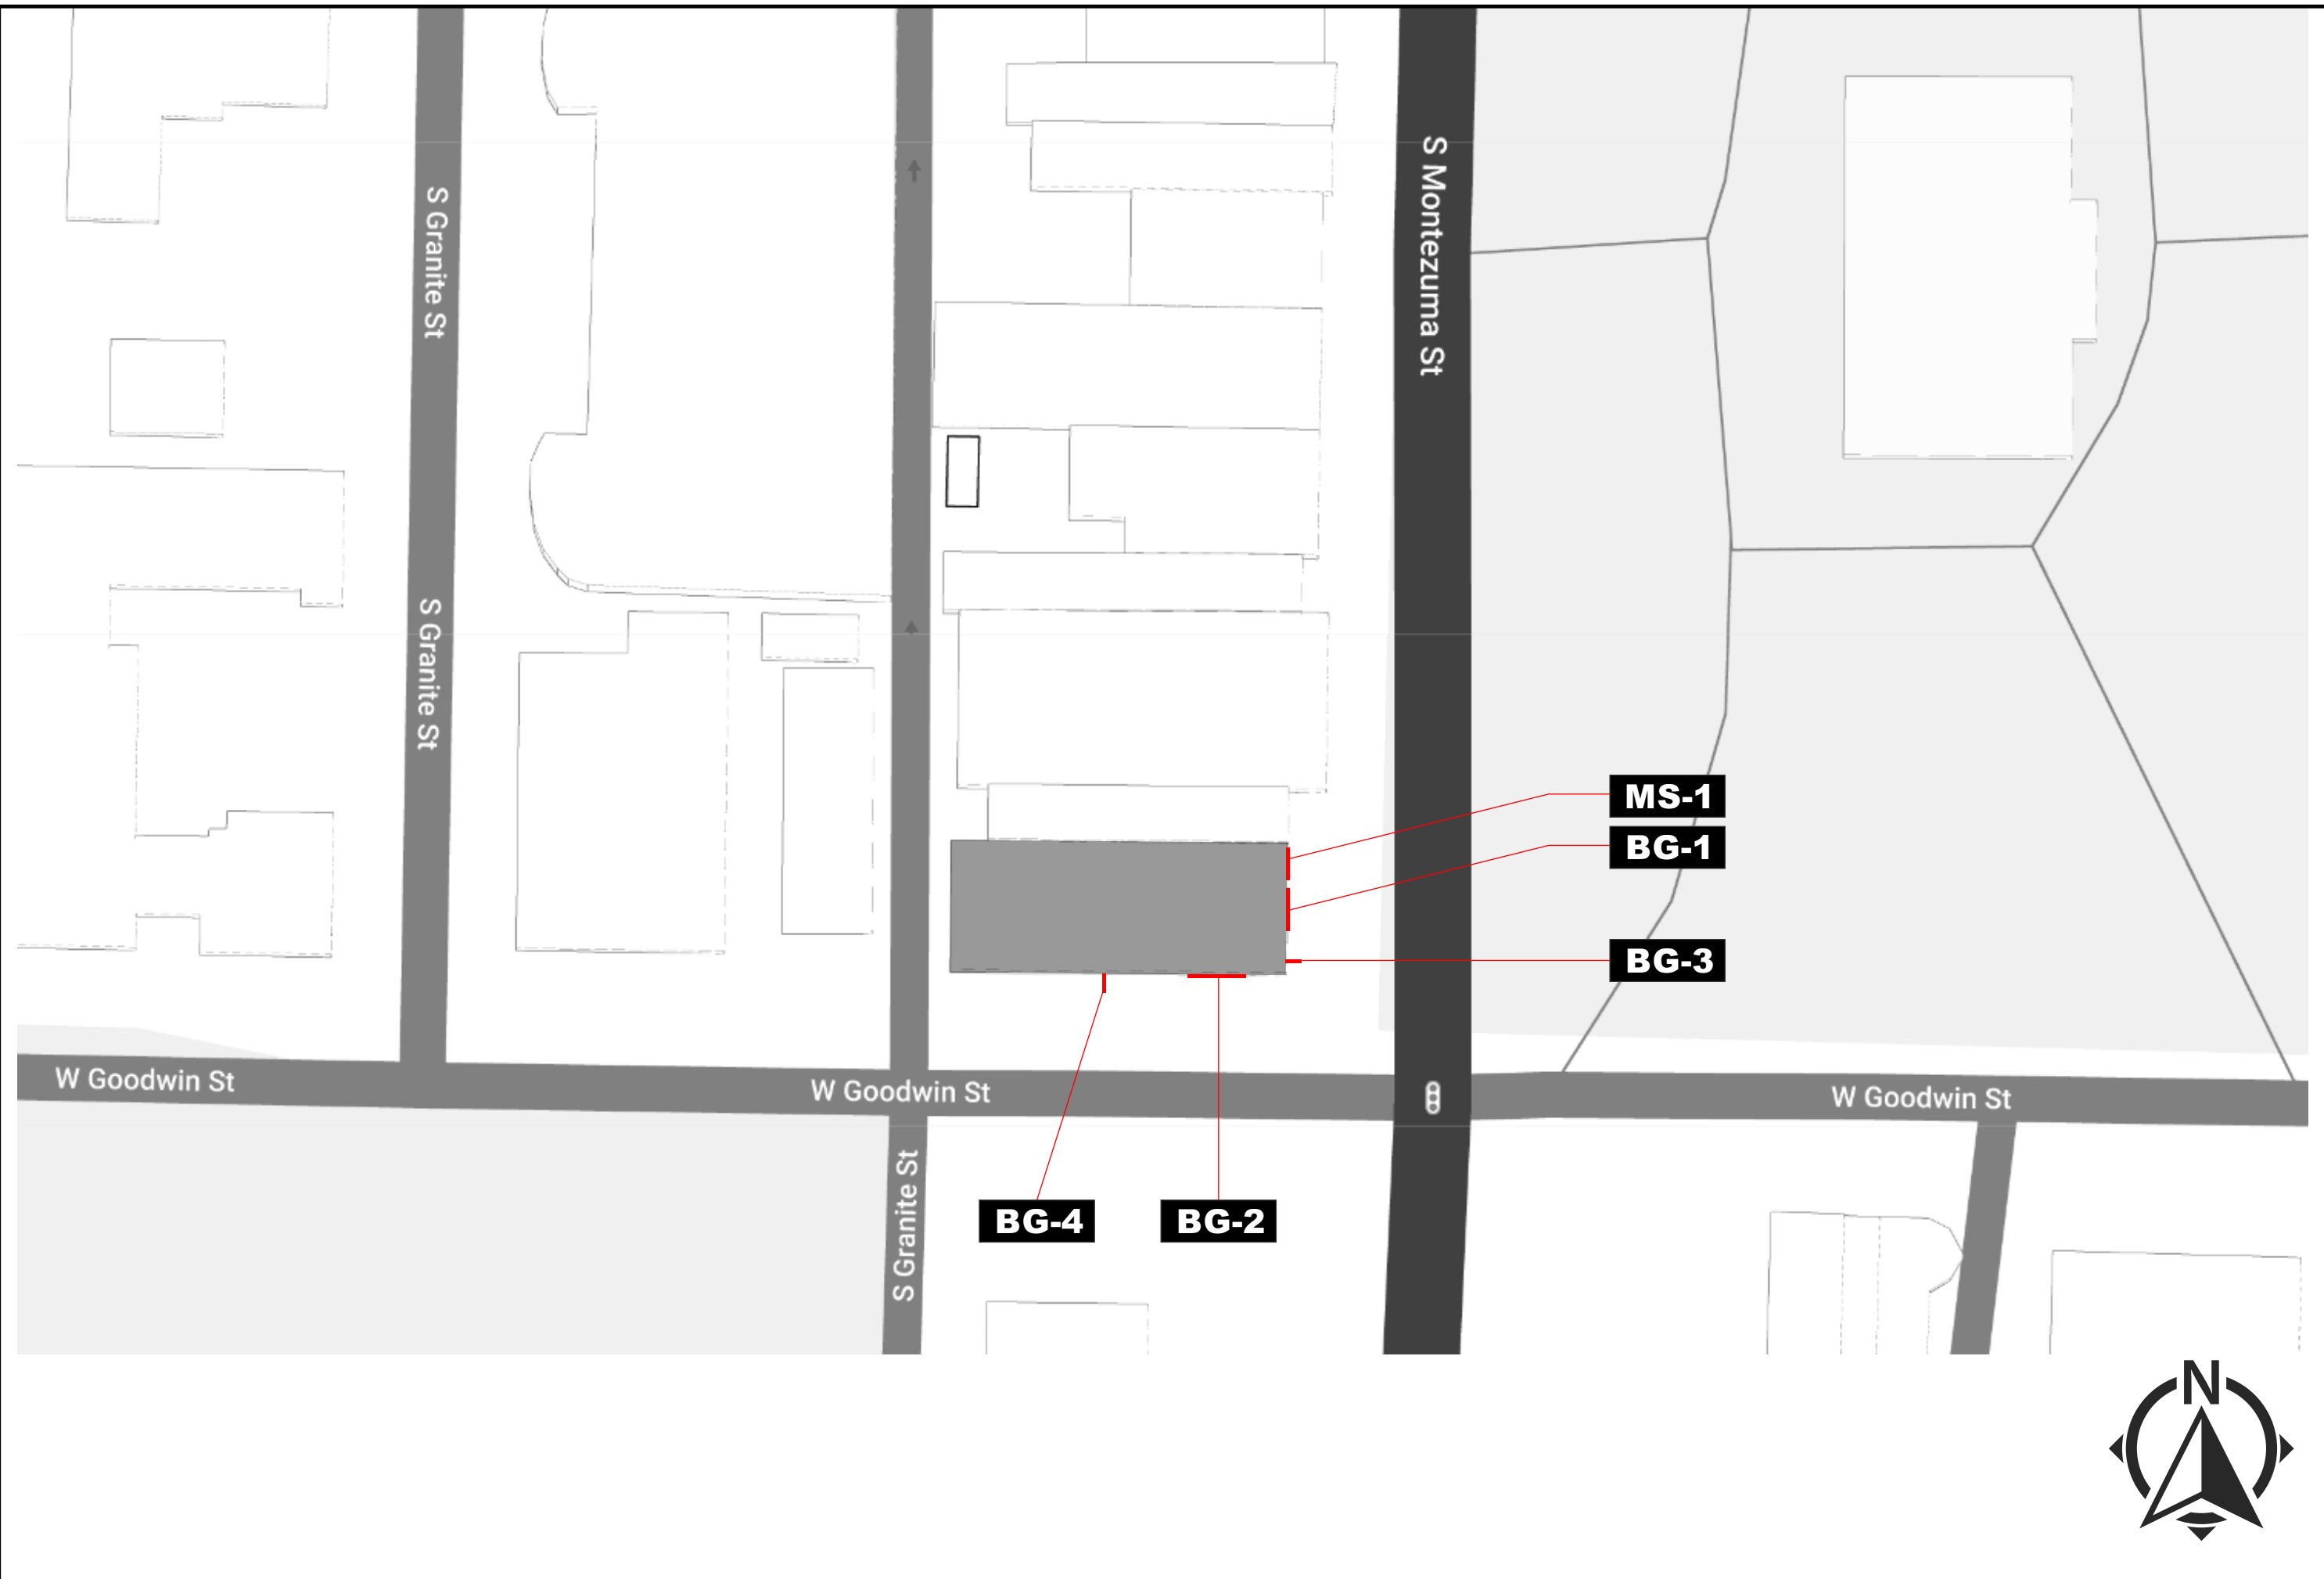 S Granite St
S Montezuma St
S Granite St
MS-1
BG-1
BG-3
W Goodwin St
W Goodwin St
W Goodwin St
S Granite St
BG-4
BG-2
N